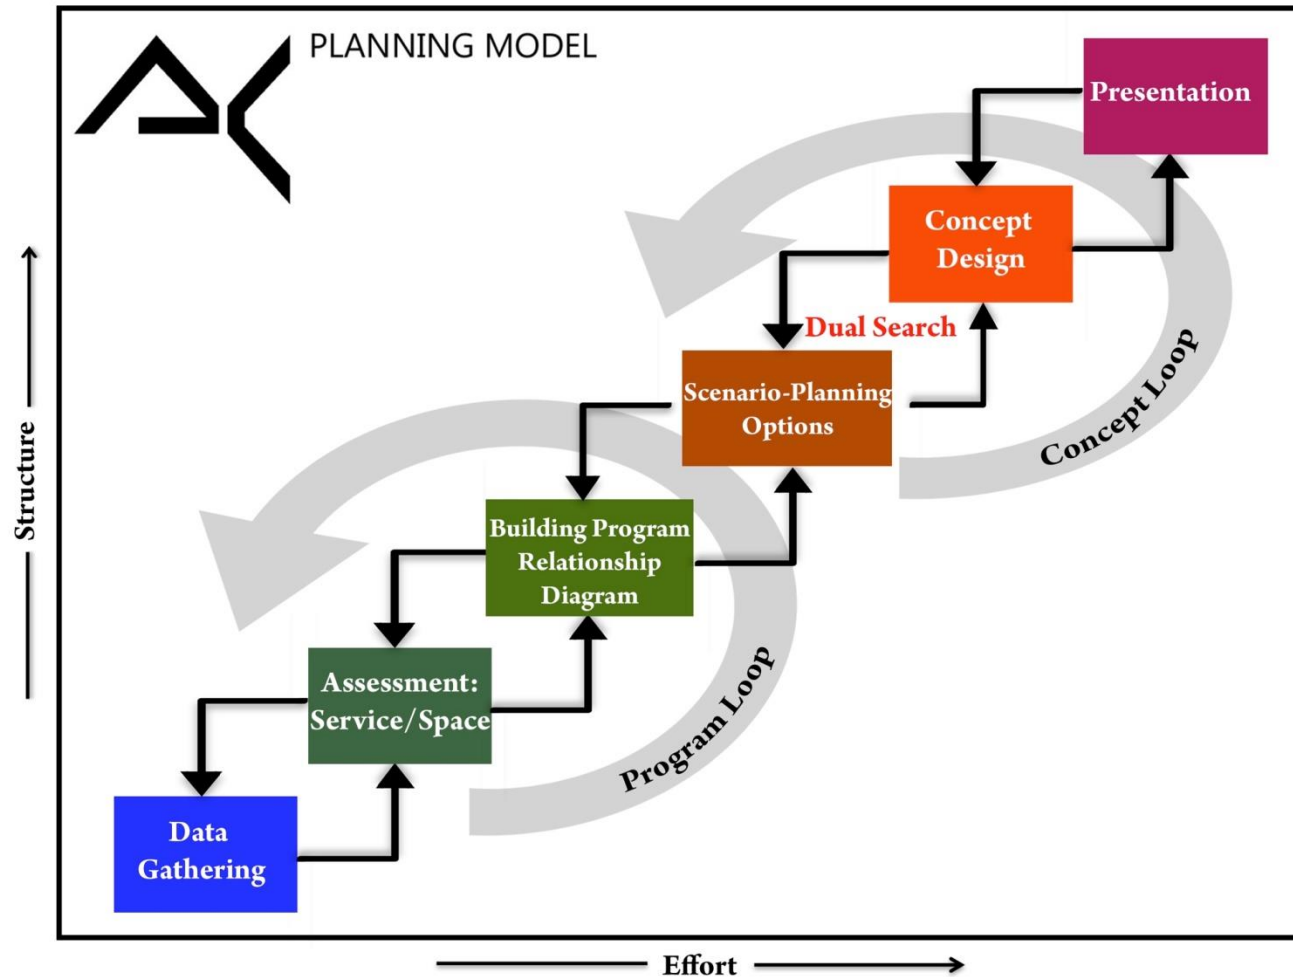 AK
PLANNING MODEL
Presentation
Concept
Design
Dual Search
Scenario-Planning
Options
Concept Loop
Building Program
Relationship
Diagram
Assessment:
Service/Space
Program Loop
Data
Gathering
Structure
Effort